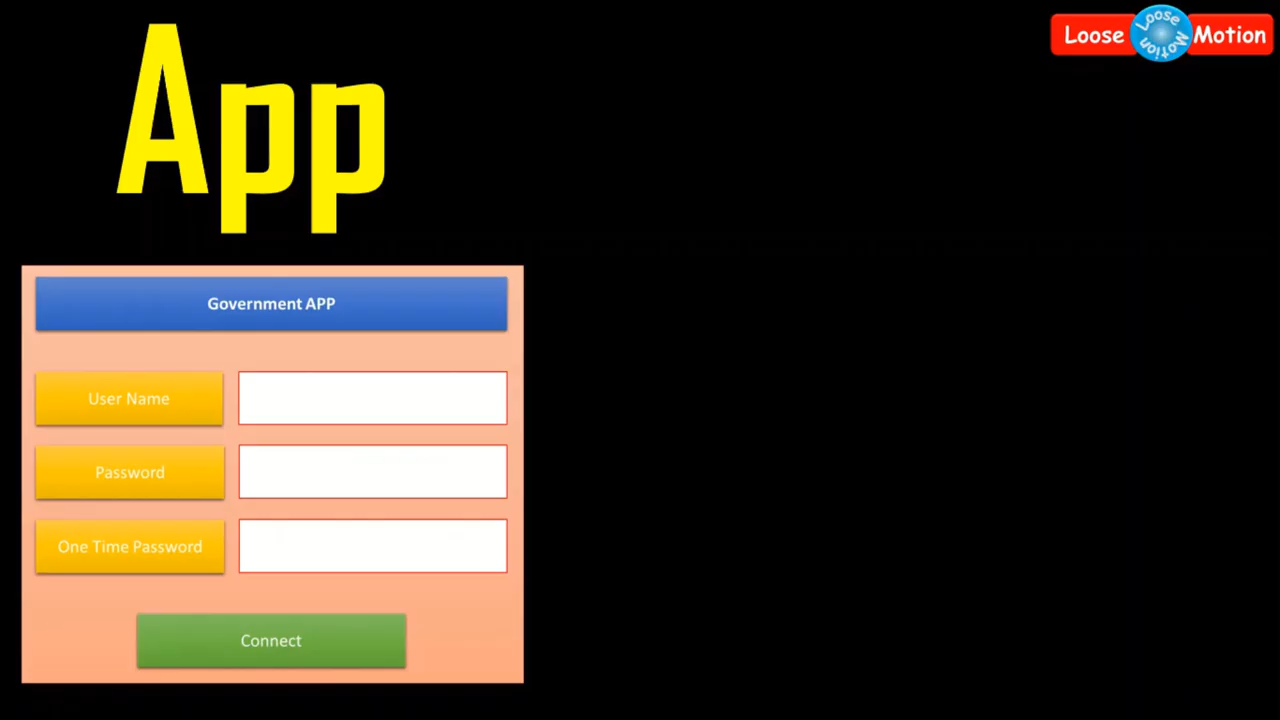 App
Loose Motion
Loose Motion
Government APP
User Name
Password
One Time Password
Connect